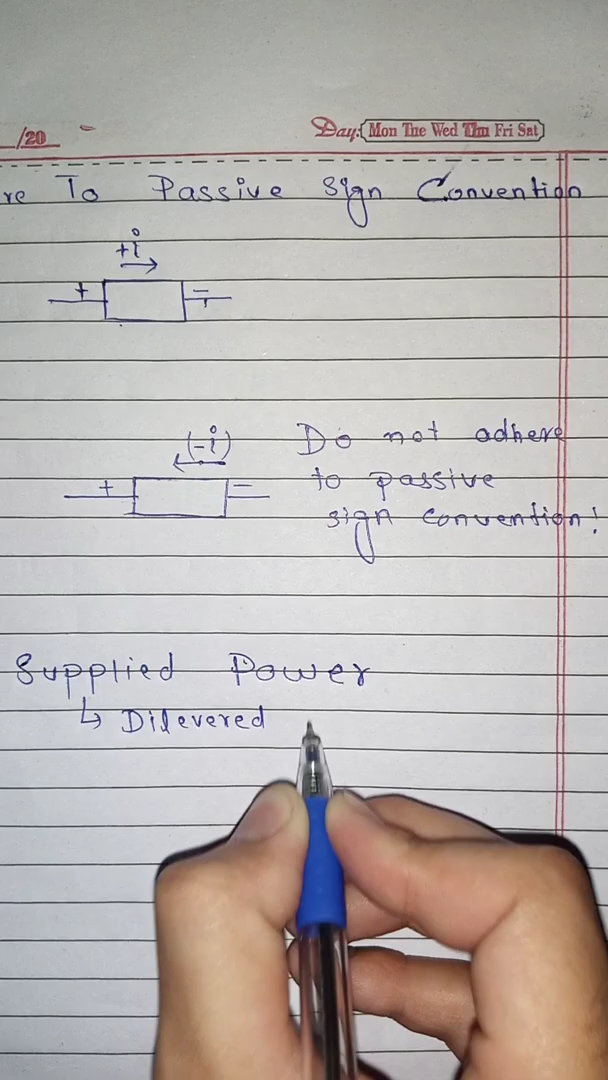 /20
Day: Mon Tue Wed Thu Fri Sat
re To Passive Sign Convention
+i
+ -
(-i)
+ -
Do not adhere
to passive
sign convention!
Supplied Power
↳ Dilevered